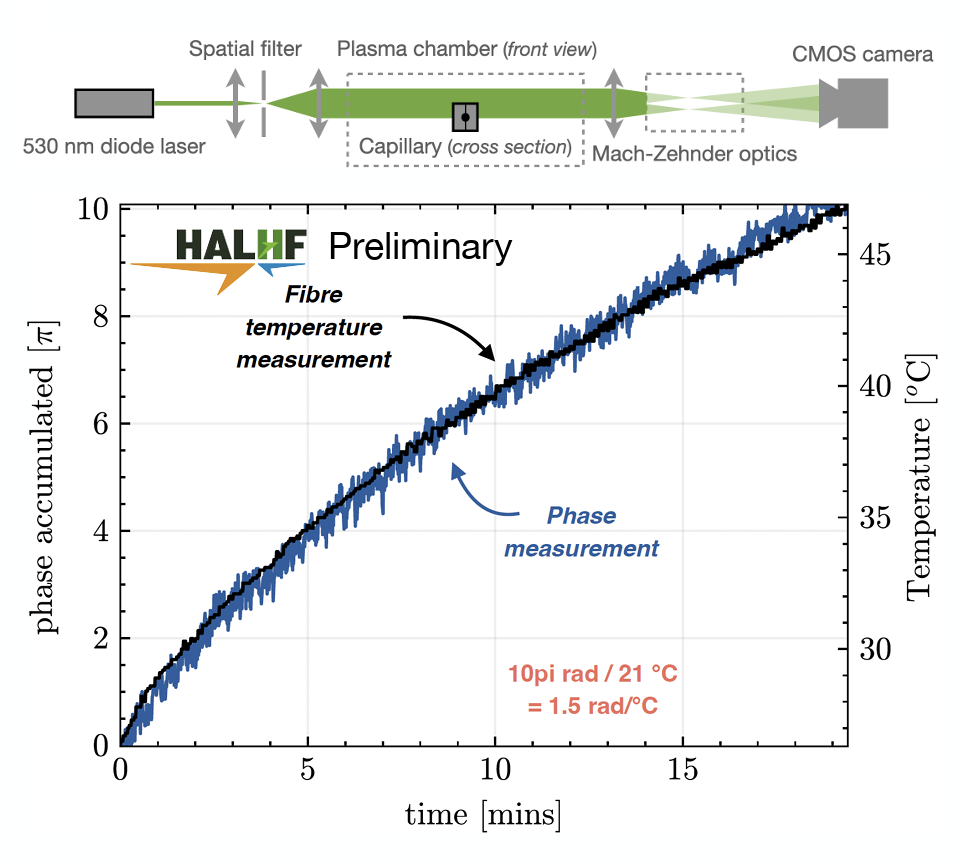 Spatial filter
Plasma chamber (front view)
CMOS camera
530 nm diode laser
Capillary (cross section)
Mach-Zehnder optics
HALHF Preliminary
Fibre
temperature
measurement
Phase
measurement
10pi rad / 21 °C
= 1.5 rad/°C
phase accumulated [π]
10
8
6
4
2
0
0 5 10 15
time [mins]
45
40
35
30
Temperature [°C]